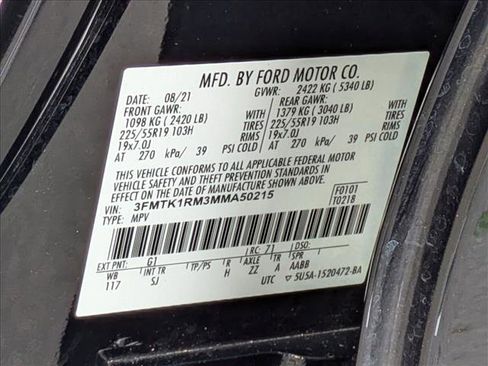 MFD. BY FORD MOTOR CO.
DATE: 08/21 GVWR: 2422 KG ( 5340 LB)
FRONT GAWR: REAR GAWR:
1098 KG ( 2420 LB) WITH 1379 KG ( 3040 LB) WITH
225/55R19 103H TIRES 225/55R19 103H TIRES
19x7.0J RIMS 19x7.0J RIMS
AT 270 kPa/ 39 PSI COLD AT 270 kPa/ 39 PSI COLD
THIS VEHICLE CONFORMS TO ALL APPLICABLE FEDERAL MOTOR
VEHICLE SAFETY AND THEFT PREVENTION STANDARDS IN
EFFECT ON THE DATE OF MANUFACTURE SHOWN ABOVE.
VIN: 3FMTK1RM3MMA50215 F0101
TYPE: MPV T0218
EXT PNT: G1 RC: 71 DSO:
WB INT TR TP/PS R AXLE TR SPR
117 SJ H ZZ A AABB
UTC 5U5A-1520472-BA